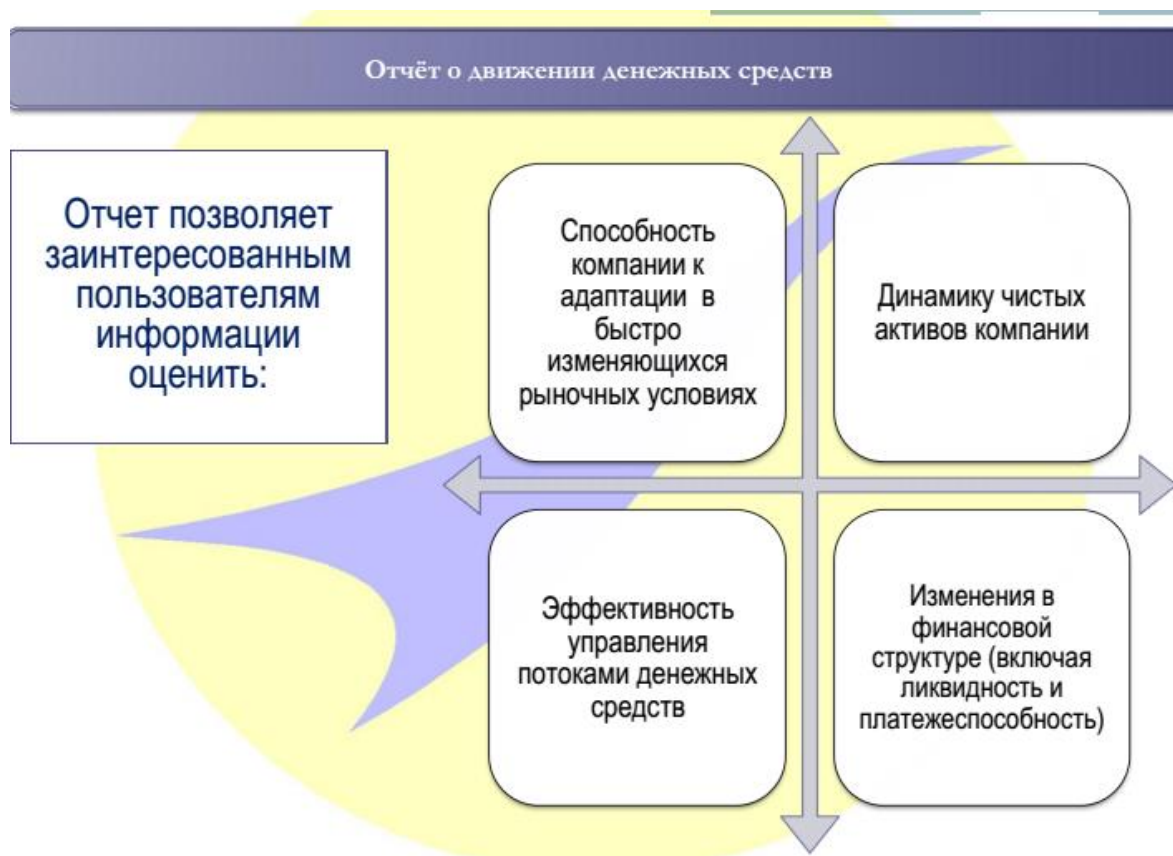 Отчёт о движении денежных средств
Отчет позволяет
заинтересованным
пользователям
информации
оценить:
Способность
компании к
адаптации в
быстро
изменяющихся
рыночных условиях
Динамику чистых
активов компании
Эффективность
управления
потоками денежных
средств
Изменения в
финансовой
структуре (включая
ликвидность и
платежеспособность)